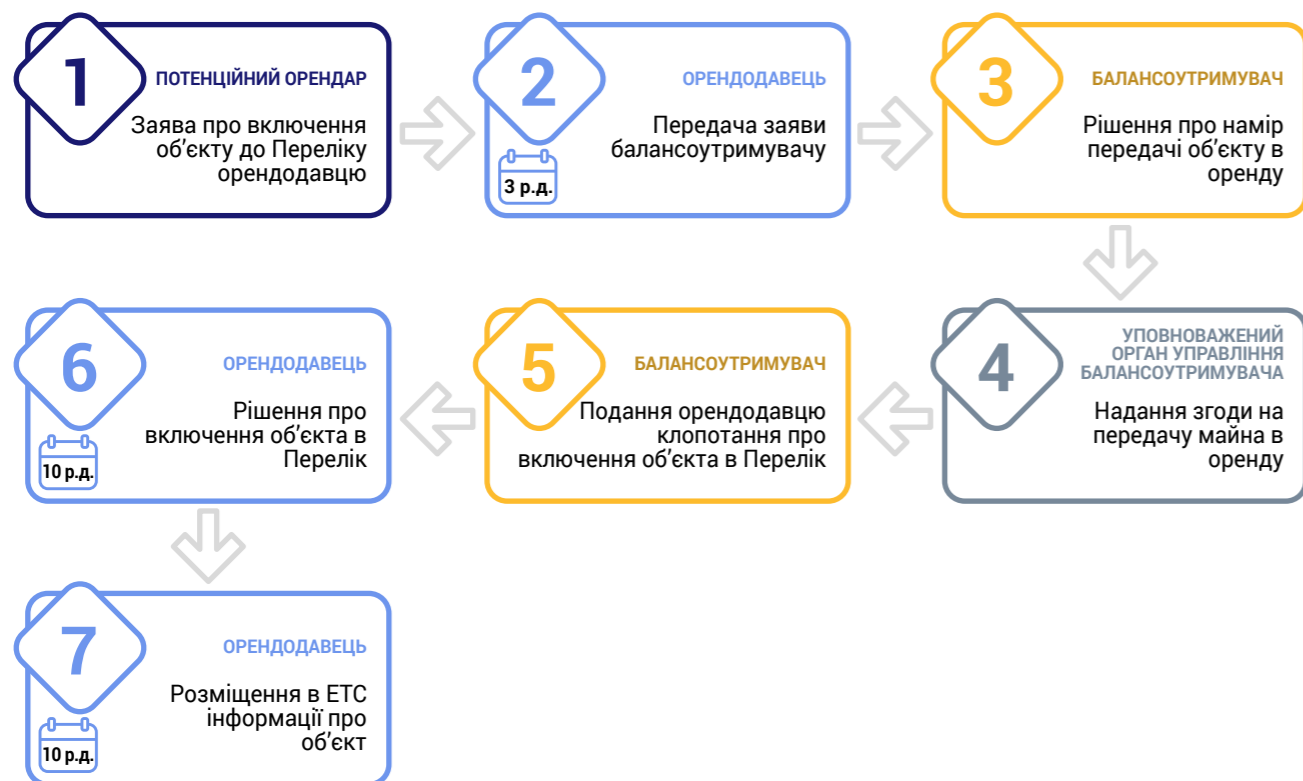 1
ПОТЕНЦІЙНИЙ ОРЕНДАР
Заява про включення
об'єкту до Переліку
орендодавцю
2
ОРЕНДОДАВЕЦЬ
Передача заяви
балансоутримувачу
3 р.д.
3
БАЛАНСОУТРИМУВАЧ
Рішення про намір
передачі об'єкту в
оренду
4
УПОВНОВАЖЕНИЙ
ОРГАН УПРАВЛІННЯ
БАЛАНСОУТРИМУВАЧА
Надання згоди на
передачу майна в
оренду
5
БАЛАНСОУТРИМУВАЧ
Подання орендодавцю
клопотання про
включення об'єкта в Перелік
6
ОРЕНДОДАВЕЦЬ
Рішення про
включення об'єкта в
Перелік
10 р.д.
7
ОРЕНДОДАВЕЦЬ
Розміщення в ЕТС
інформації про
об'єкт
10 р.д.